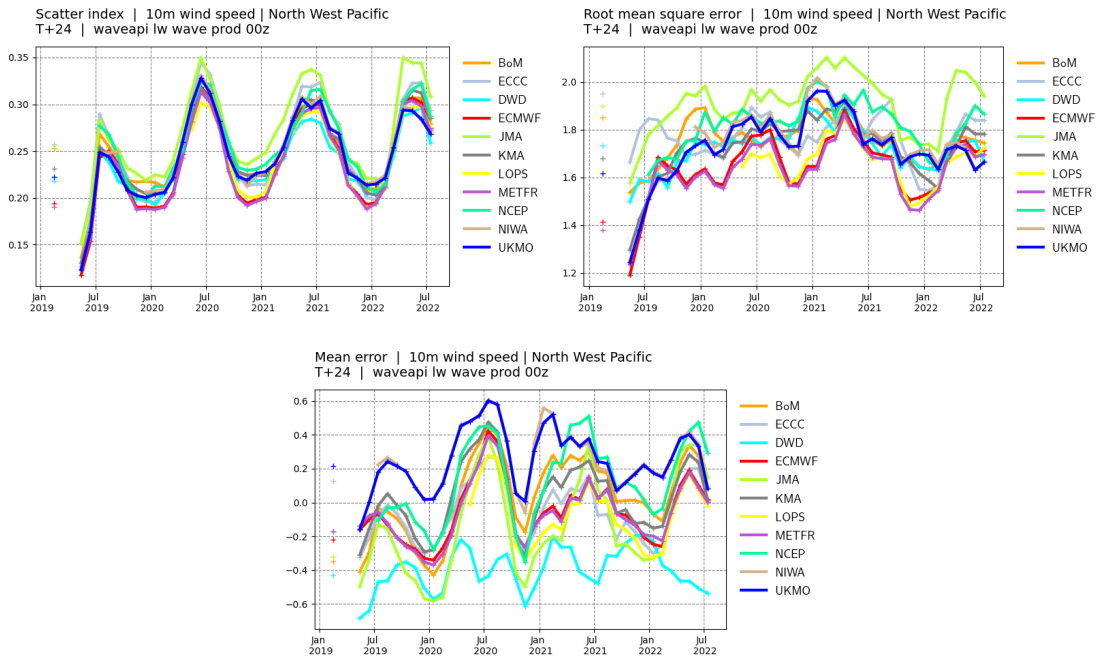 Scatter index | 10m wind speed | North West Pacific
T+24 | waveapi lw wave prod 00z
0.35
0.30
0.25
0.20
0.15
Jan
2019
Jul
2019
Jan
2020
Jul
2020
Jan
2021
Jul
2021
Jan
2022
Jul
2022
BoM
ECCC
DWD
ECMWF
JMA
KMA
LOPS
METFR
NCEP
NIWA
UKMO
Root mean square error | 10m wind speed | North West Pacific
T+24 | waveapi lw wave prod 00z
2.0
1.8
1.6
1.4
1.2
Jan
2019
Jul
2019
Jan
2020
Jul
2020
Jan
2021
Jul
2021
Jan
2022
Jul
2022
BoM
ECCC
DWD
ECMWF
JMA
KMA
LOPS
METFR
NCEP
NIWA
UKMO
Mean error | 10m wind speed | North West Pacific
T+24 | waveapi lw wave prod 00z
0.6
0.4
0.2
0.0
−0.2
−0.4
−0.6
Jan
2019
Jul
2019
Jan
2020
Jul
2020
Jan
2021
Jul
2021
Jan
2022
Jul
2022
BoM
ECCC
DWD
ECMWF
JMA
KMA
LOPS
METFR
NCEP
NIWA
UKMO